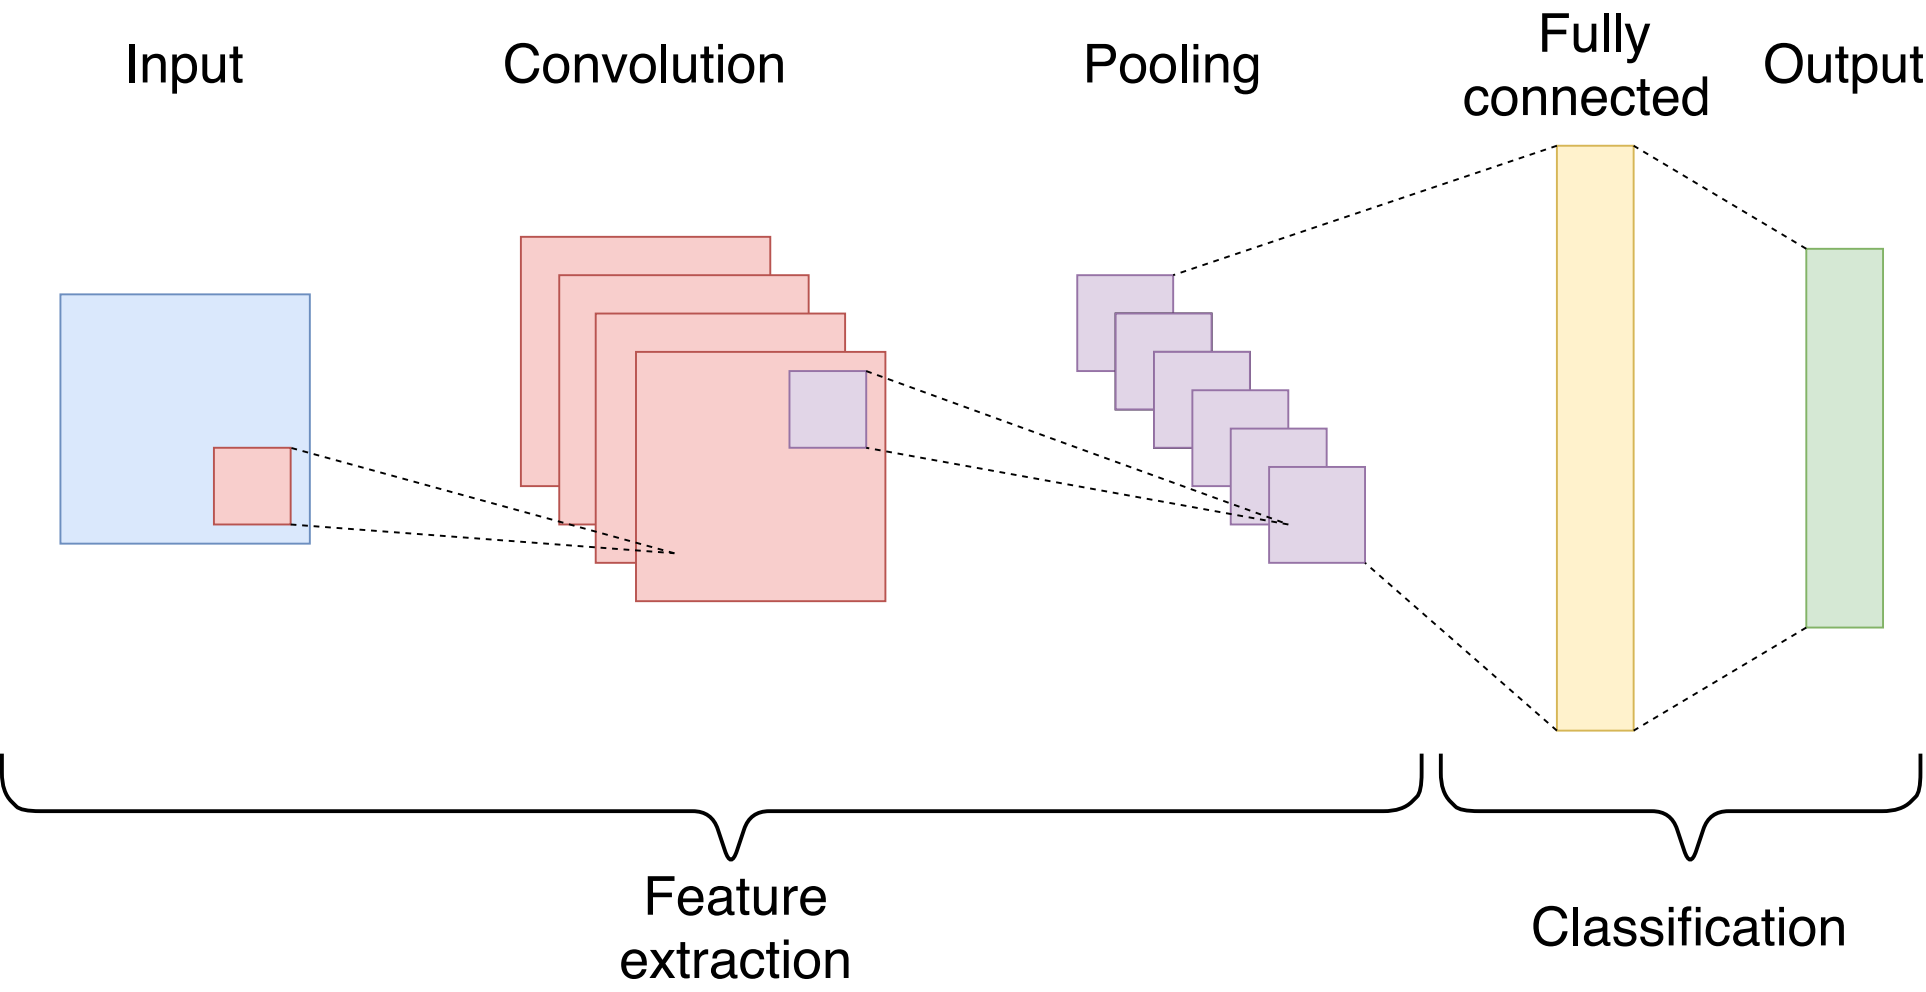 Input
Convolution
Pooling
Fully
connected
Output
Feature
extraction
Classification